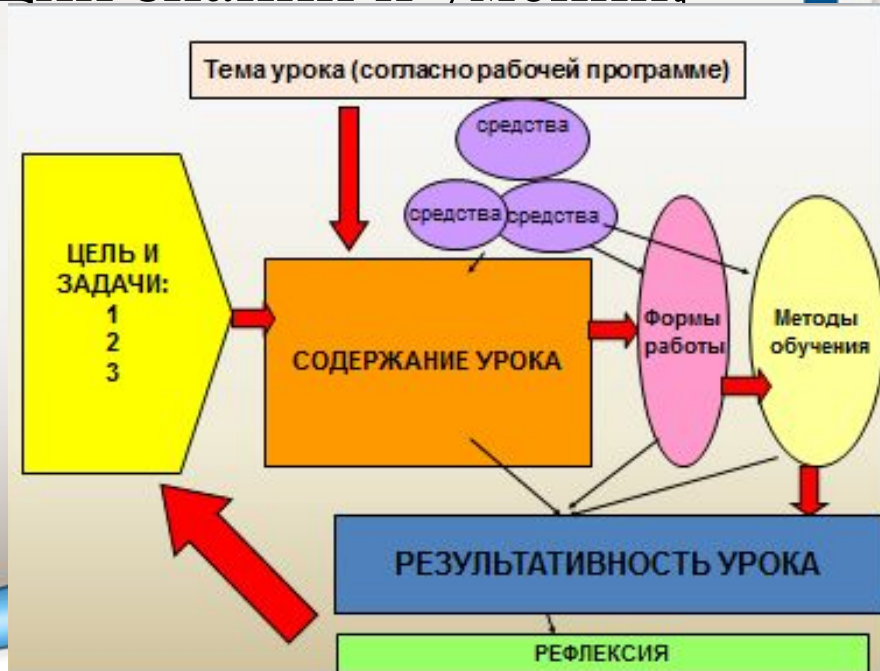 Тема урока (согласно рабочей программе)
средства
средства
средства
ЦЕЛЬ И
ЗАДАЧИ:
1
2
3
СОДЕРЖАНИЕ УРОКА
Формы
работы
Методы
обучения
РЕЗУЛЬТАТИВНОСТЬ УРОКА
РЕФЛЕКСИЯ